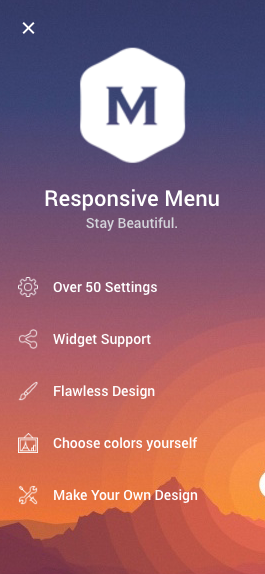 M
Responsive Menu
Stay Beautiful.
Over 50 Settings
Widget Support
Flawless Design
Choose colors yourself
Make Your Own Design